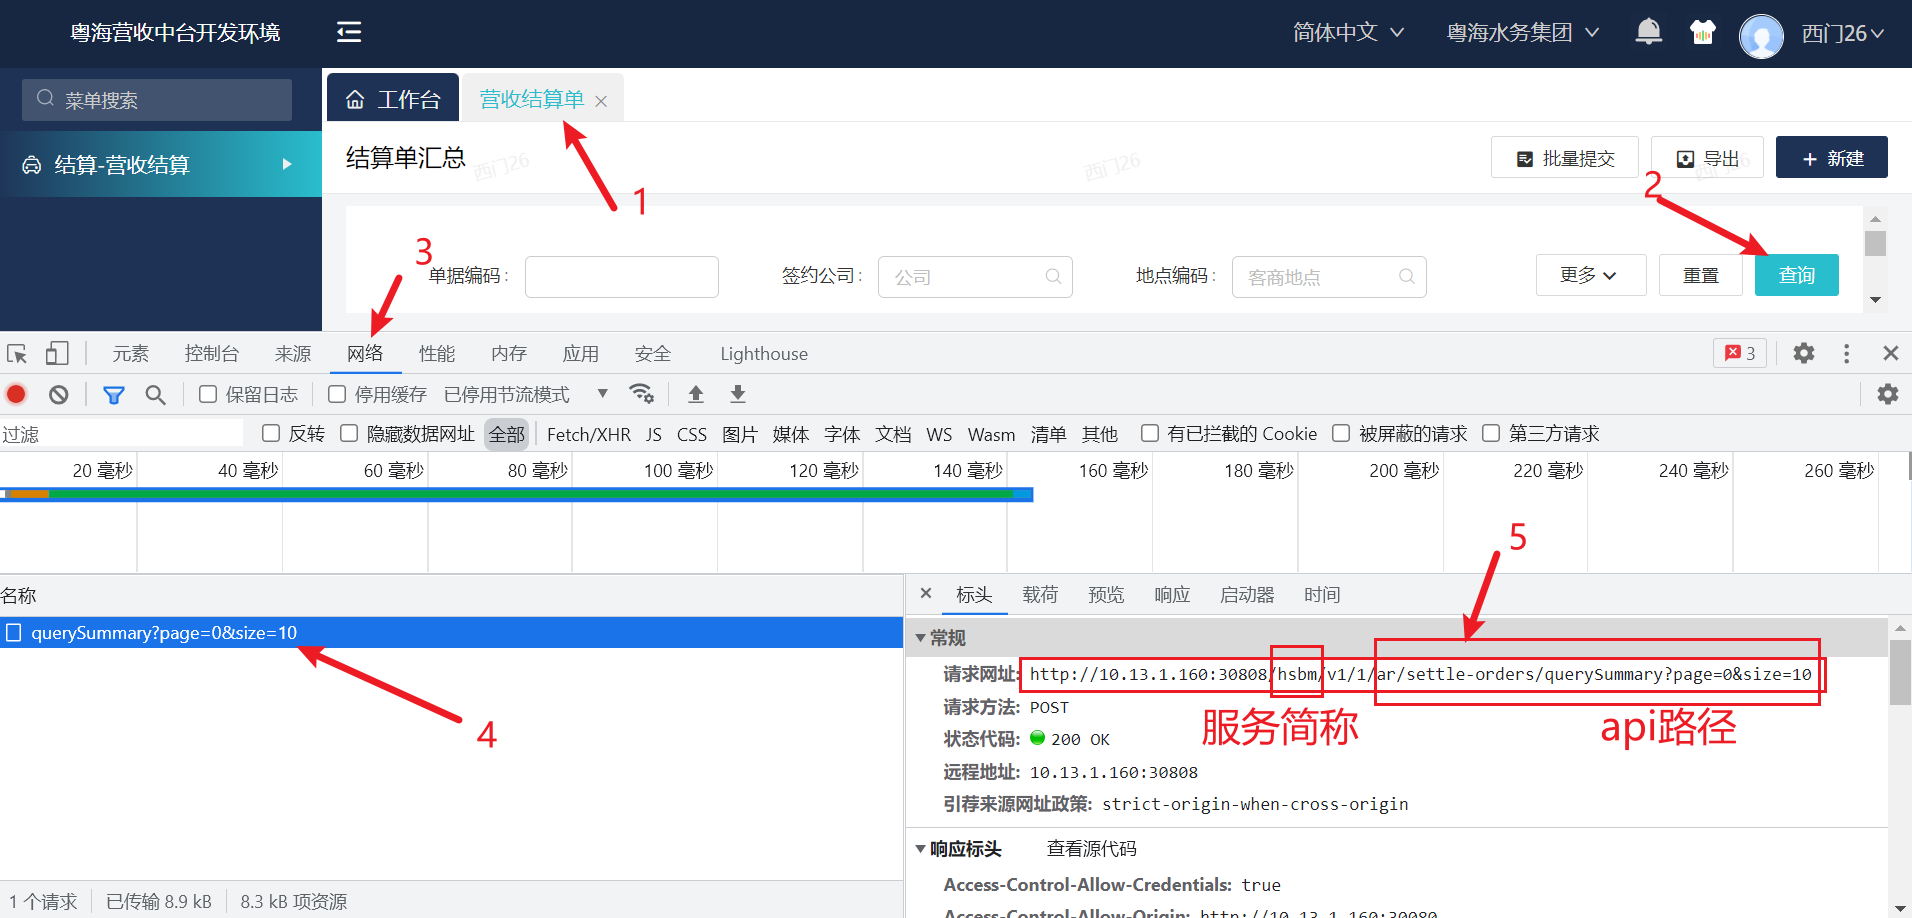 粤海营收中台开发环境
简体中文
粤海水务集团
西门26
菜单搜索
工作台
营收结算单
结算-营收结算
结算单汇总
西门26
西门26
西门26
批量提交
导出
+ 新建
1
2
3
单据编码 :
签约公司 :
公司
地点编码 :
客商地点
更多
重置
查询
元素
控制台
来源
网络
性能
内存
应用
安全
Lighthouse
3
保留日志
停用缓存
已停用节流模式
过滤
反转
隐藏数据网址
全部
Fetch/XHR JS CSS 图片 媒体 字体 文档 WS Wasm 清单 其他
有已拦截的 Cookie
被屏蔽的请求
第三方请求
20 毫秒
40 毫秒
60 毫秒
80 毫秒
100 毫秒
120 毫秒
140 毫秒
160 毫秒
180 毫秒
200 毫秒
220 毫秒
240 毫秒
260 毫秒
5
名称
querySummary?page=0&size=10
4
标头
载荷
预览
响应
启动器
时间
常规
请求网址: http://10.13.1.160:30808/hsbm/v1/1/ar/settle-orders/querySummary?page=0&size=10
请求方法: POST
服务简称
api路径
状态代码: 200 OK
远程地址: 10.13.1.160:30808
引荐来源网址政策: strict-origin-when-cross-origin
响应标头
查看源代码
Access-Control-Allow-Credentials: true
Access-Control-Allow-Origin: http://10.13.1.160:30080
1 个请求
已传输 8.9 kB
8.3 kB 项资源